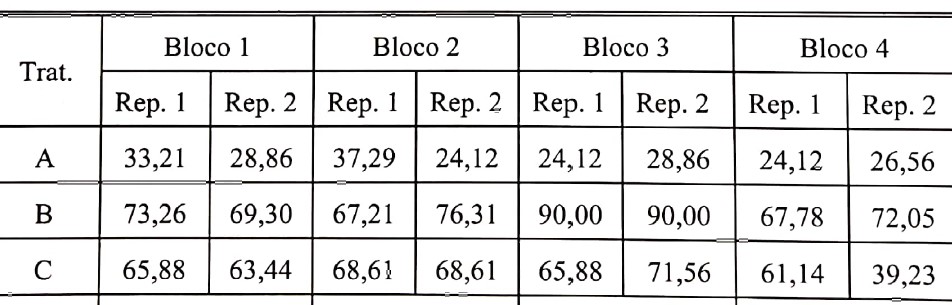 Trat. Bloco 1 Bloco 2 Bloco 3 Bloco 4
Rep. 1 Rep. 2 Rep. 1 Rep. 2 Rep. 1 Rep. 2 Rep. 1 Rep. 2
A 33,21 28,86 37,29 24,12 24,12 28,86 24,12 26,56
B 73,26 69,30 67,21 76,31 90,00 90,00 67,78 72,05
C 65,88 63,44 68,61 68,61 65,88 71,56 61,14 39,23